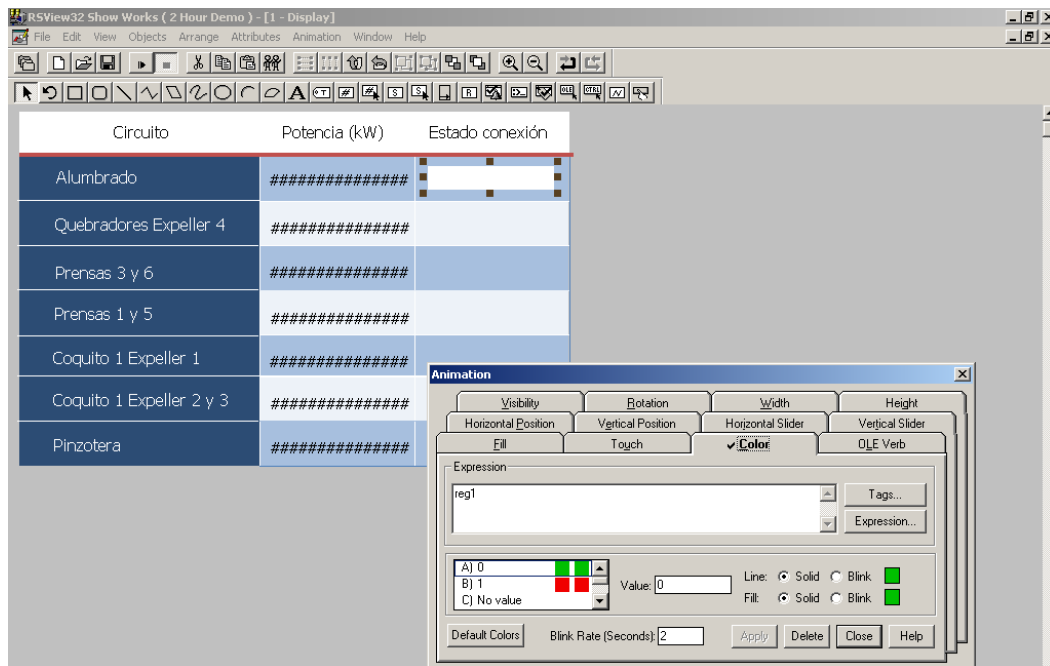 RSView32 Show Works ( 2 Hour Demo ) - [1 - Display]
File Edit View Objects Arrange Attributes Animation Window Help
Circuito Potencia (kW) Estado conexión
Alumbrado ###############
Quebradores Expeller 4 ###############
Prensas 3 y 6 ###############
Prensas 1 y 5 ###############
Coquito 1 Expeller 1 ###############
Coquito 1 Expeller 2 y 3 ###############
Pinzotera ###############
Animation
Visibility Rotation Width Height
Horizontal Position Vertical Position Horizontal Slider Vertical Slider
Fill Touch Color OLE Verb
Expression
reg1
Tags...
Expression...
A) 0
B) 1
C) No value
Value: 0
Line: Solid Blink
Fill: Solid Blink
Default Colors Blink Rate (Seconds): 2 Apply Delete Close Help